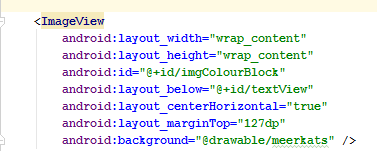 <ImageView
android:layout_width="wrap_content"
android:layout_height="wrap_content"
android:id="@+id/imgColourBlock"
android:layout_below="@+id/textView"
android:layout_centerHorizontal="true"
android:layout_marginTop="127dp"
android:background="@drawable/meerkats" />